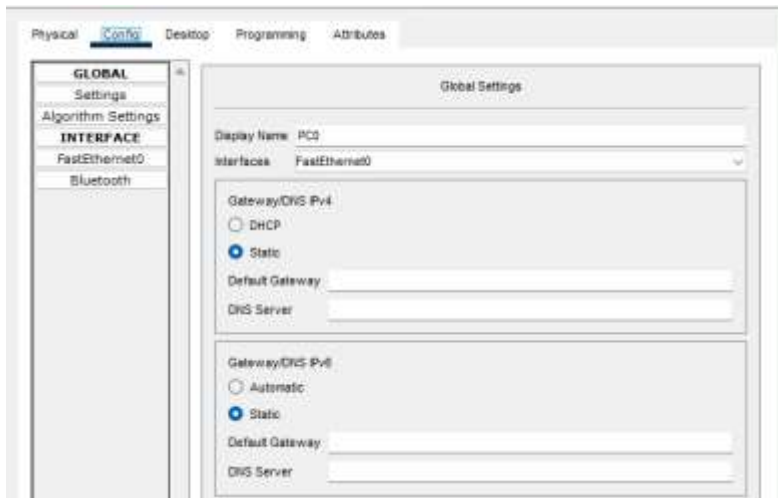 Physical Config Desktop Programming Attributes
GLOBAL
Settings
Algorithm Settings
INTERFACE
FastEthernet0
Bluetooth
Global Settings
Display Name PC0
Interfaces FastEthernet0
Gateway/DNS IPv4
DHCP
Static
Default Gateway
DNS Server
Gateway/DNS IPv6
Automatic
Static
Default Gateway
DNS Server